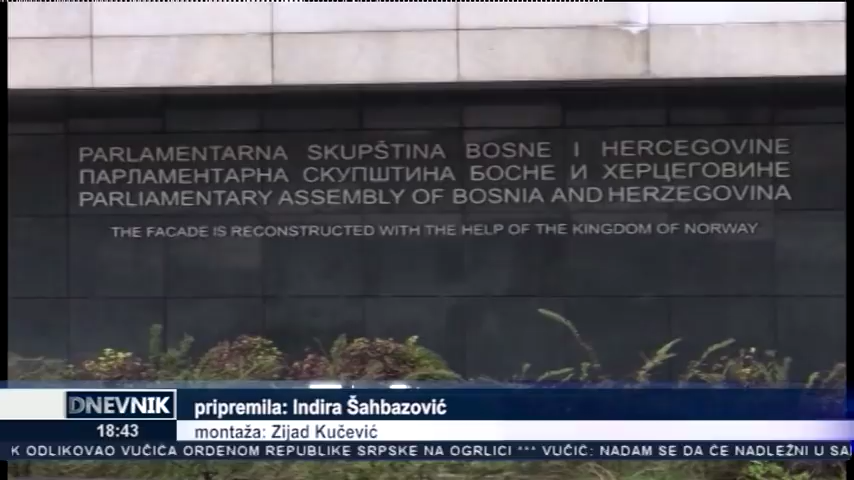 PARLAMENTARNA SKUPŠTINA BOSNE I HERCEGOVINE
ПАРЛАМЕНТАРНА СКУПШТИНА БОСНЕ И ХЕРЦЕГОВИНЕ
PARLIAMENTARY ASSEMBLY OF BOSNIA AND HERZEGOVINA
THE FACADE IS RECONSTRUCTED WITH THE HELP OF THE KINGDOM OF NORWAY
DNEVNIK
pripremila: Indira Šahbazović
18:43
montaža: Zijad Kučević
K ODLIKOVAO VUČIĆA ORDENOM REPUBLIKE SRPSKE NA OGRLICI *** VUČIĆ: NADAM SE DA ĆE NADLEŽNI U